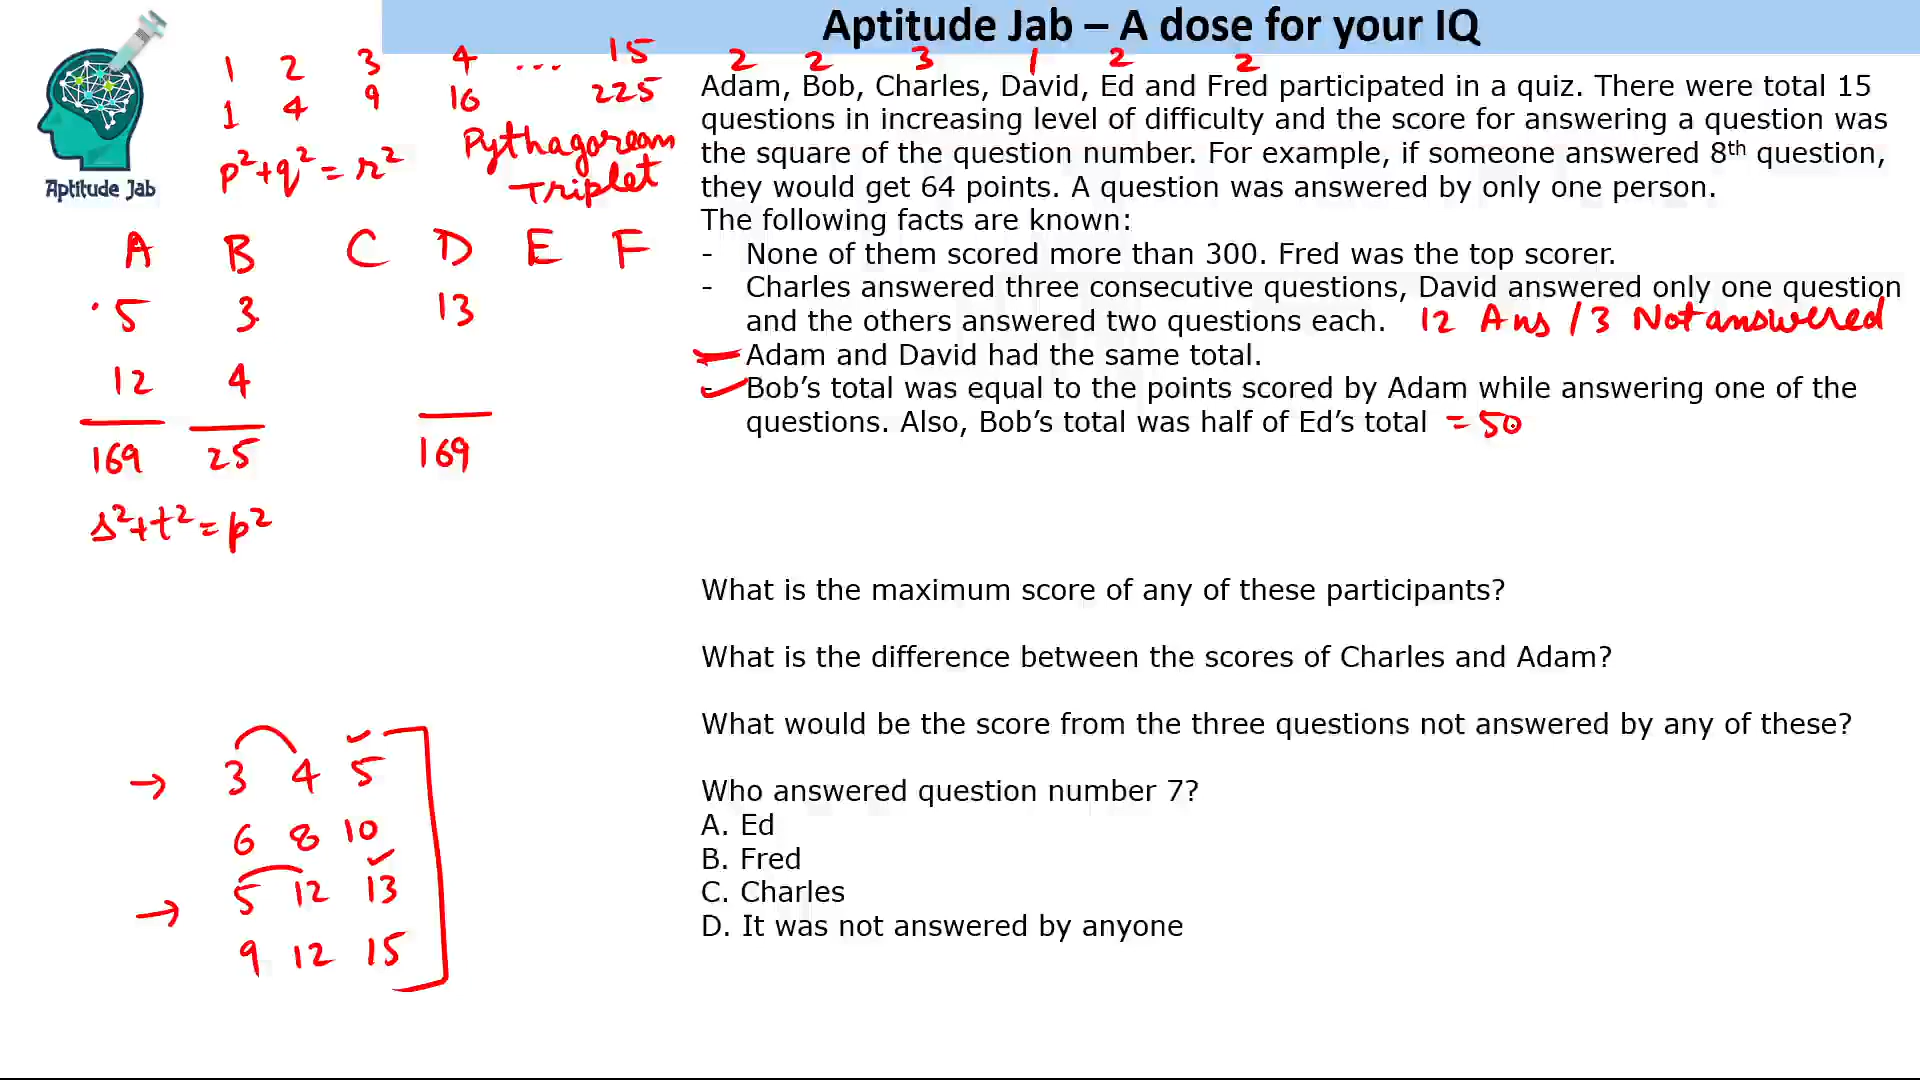 Aptitude Jab – A dose for your IQ
Aptitude Jab
1 2 3 4 ... 15
1 4 9 16 225
p²+q²=r² Pythagorean
Triplet
A B C D E F
5 3 13
12 4
169 25 169
s²+t²=p²
→ 3 4 5
6 8 10
→ 5 12 13
9 12 15
2 2 3 1 2 2
Adam, Bob, Charles, David, Ed and Fred participated in a quiz. There were total 15
questions in increasing level of difficulty and the score for answering a question was
the square of the question number. For example, if someone answered 8th question,
they would get 64 points. A question was answered by only one person.
The following facts are known:
- None of them scored more than 300. Fred was the top scorer.
- Charles answered three consecutive questions, David answered only one question
and the others answered two questions each. 12 Ans / 3 Not answered
- Adam and David had the same total.
- Bob’s total was equal to the points scored by Adam while answering one of the
questions. Also, Bob’s total was half of Ed’s total = 50
What is the maximum score of any of these participants?
What is the difference between the scores of Charles and Adam?
What would be the score from the three questions not answered by any of these?
Who answered question number 7?
A. Ed
B. Fred
C. Charles
D. It was not answered by anyone